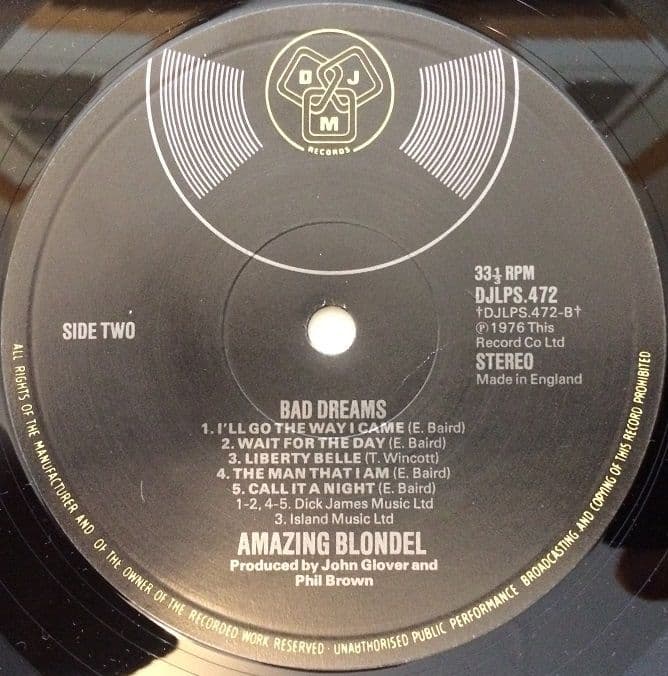 D J
M
RECORDS
33⅓ RPM
DJLPS.472
†DJLPS.472-B†
℗ 1976 This
Record Co Ltd
STEREO
Made in England
SIDE TWO
BAD DREAMS
1. I'LL GO THE WAY I CAME (E. Baird)
2. WAIT FOR THE DAY (E. Baird)
3. LIBERTY BELLE (T. Wincott)
4. THE MAN THAT I AM (E. Baird)
5. CALL IT A NIGHT (E. Baird)
1-2, 4-5. Dick James Music Ltd
3. Island Music Ltd
AMAZING BLONDEL
Produced by John Glover and
Phil Brown
ALL RIGHTS OF THE MANUFACTURER AND OF THE OWNER OF THE RECORDED WORK RESERVED · UNAUTHORISED PUBLIC PERFORMANCE BROADCASTING AND COPYING OF THIS RECORD PROHIBITED